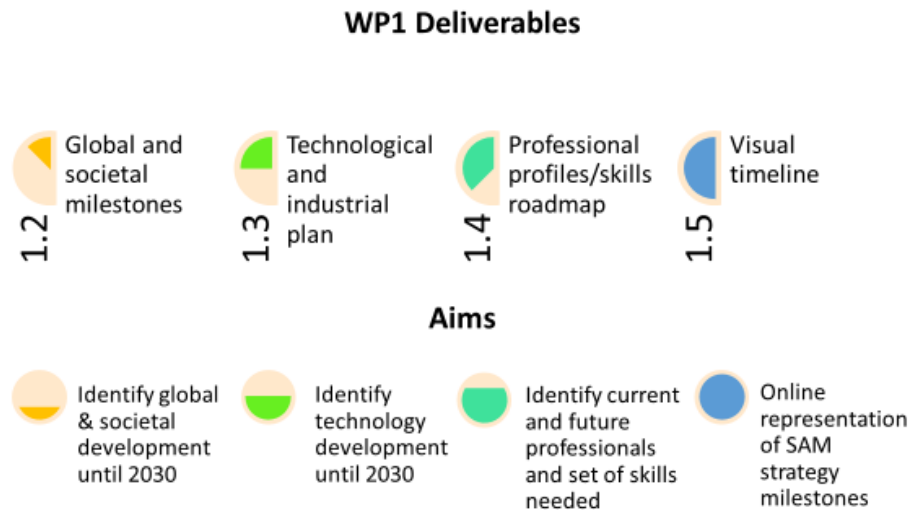 WP1 Deliverables
1.2
Global and
societal
milestones
1.3
Technological
and
industrial
plan
1.4
Professional
profiles/skills
roadmap
1.5
Visual
timeline
Aims
Identify global
& societal
development
until 2030
Identify
technology
development
until 2030
Identify current
and future
professionals
and set of skills
needed
Online
representation
of SAM
strategy
milestones